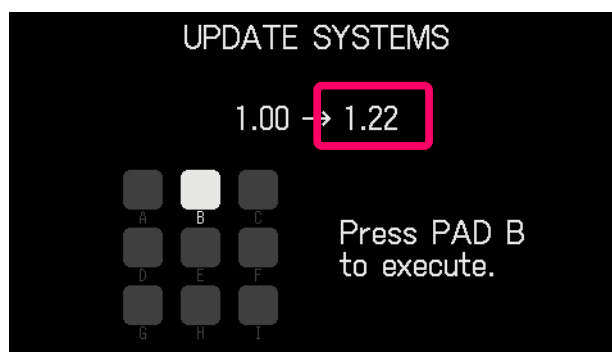 UPDATE SYSTEMS
1.00 → 1.22
A B C
D E F
G H I
Press PAD B
to execute.